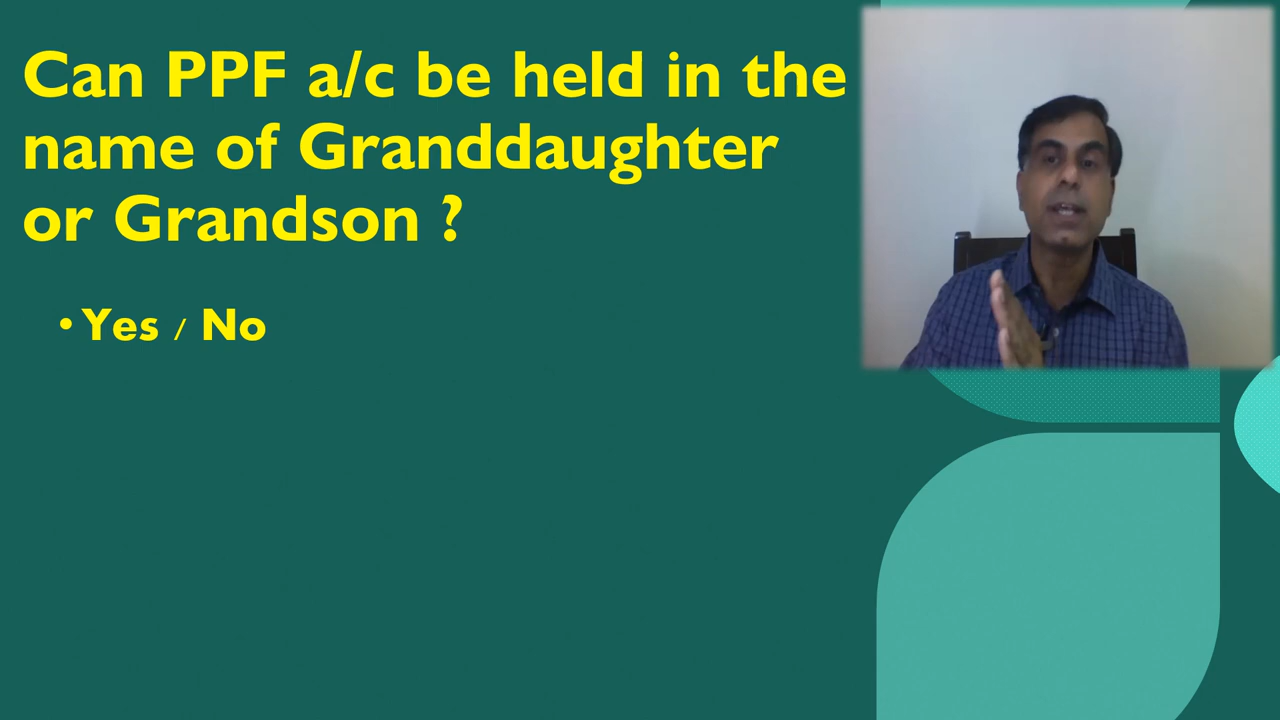 Can PPF a/c be held in the
name of Granddaughter
or Grandson ?
• Yes / No